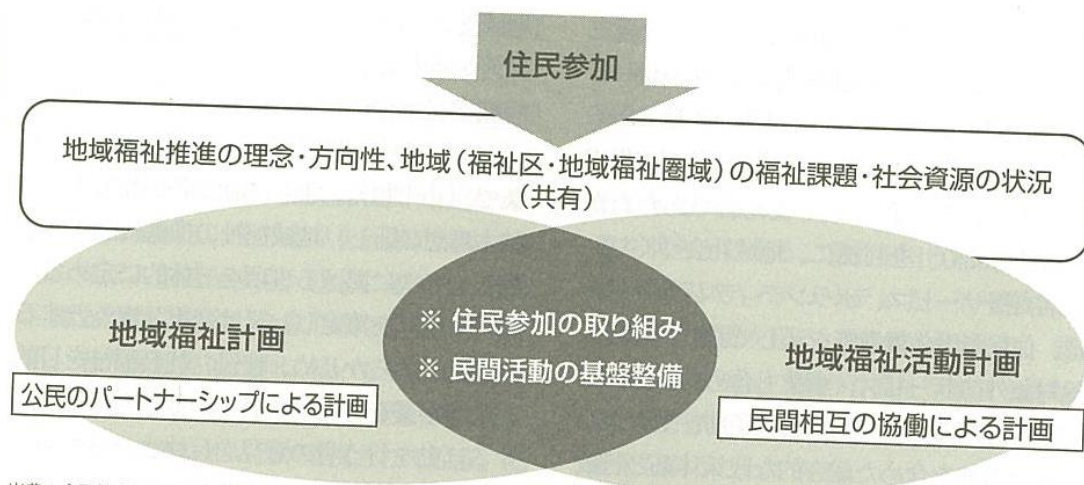 住民参加
地域福祉推進の理念・方向性、地域（福祉区・地域福祉圏域）の福祉課題・社会資源の状況
（共有）
地域福祉計画
公民のパートナーシップによる計画
※ 住民参加の取り組み
※ 民間活動の基盤整備
地域福祉活動計画
民間相互の協働による計画